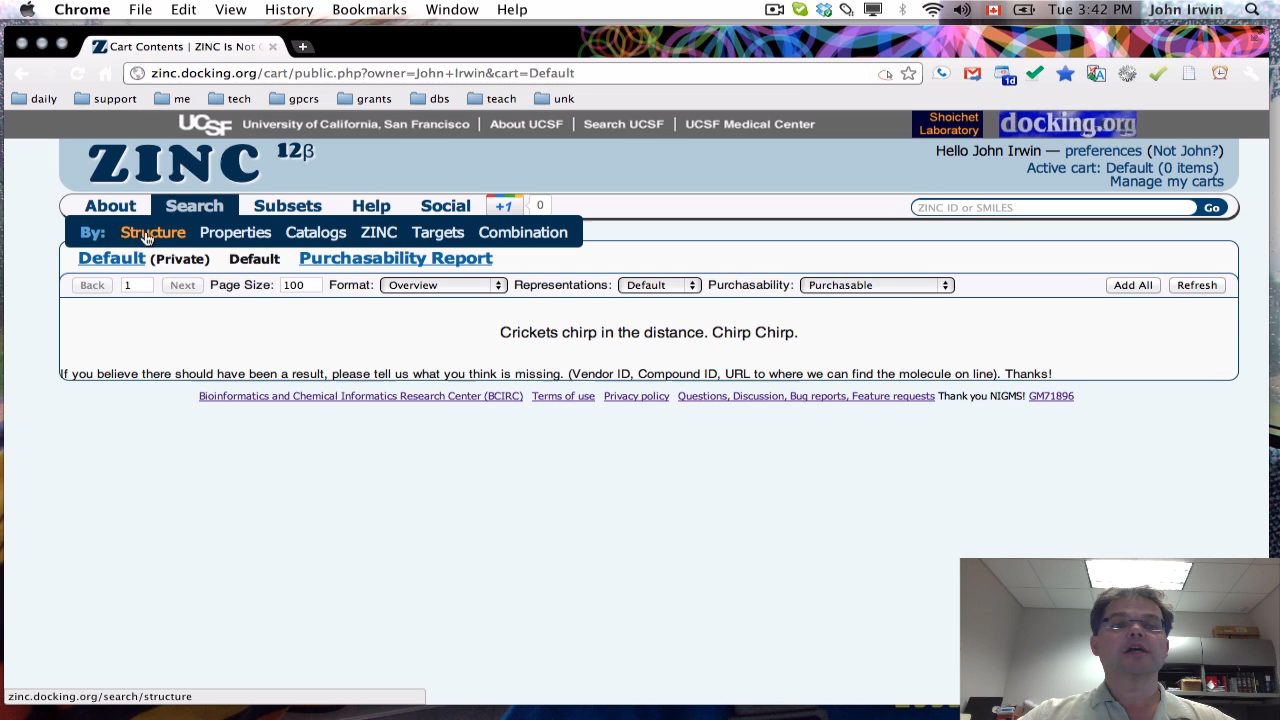 Chrome File Edit View History Bookmarks Window Help Tue 3:42 PM John Irwin
Cart Contents | ZINC Is Not
zinc.docking.org/cart/public.php?owner=John+Irwin&cart=Default
1d
daily support me tech gpcrs grants dbs teach unk
UCSF University of California, San Francisco | About UCSF | Search UCSF | UCSF Medical Center
Shoichet
Laboratory
docking.org
ZINC 12β
Hello John Irwin — preferences (Not John?)
Active cart: Default (0 items)
Manage my carts
About Search Subsets Help Social +1 0 ZINC ID or SMILES Go
By: Structure Properties Catalogs ZINC Targets Combination
Default (Private) Default Purchasability Report
Back 1 Next Page Size: 100 Format: Overview Representations: Default Purchasability: Purchasable Add All Refresh
Crickets chirp in the distance. Chirp Chirp.
If you believe there should have been a result, please tell us what you think is missing. (Vendor ID, Compound ID, URL to where we can find the molecule on line). Thanks!
Bioinformatics and Chemical Informatics Research Center (BCIRC) Terms of use Privacy policy Questions, Discussion, Bug reports, Feature requests Thank you NIGMS! GM71896
zinc.docking.org/search/structure